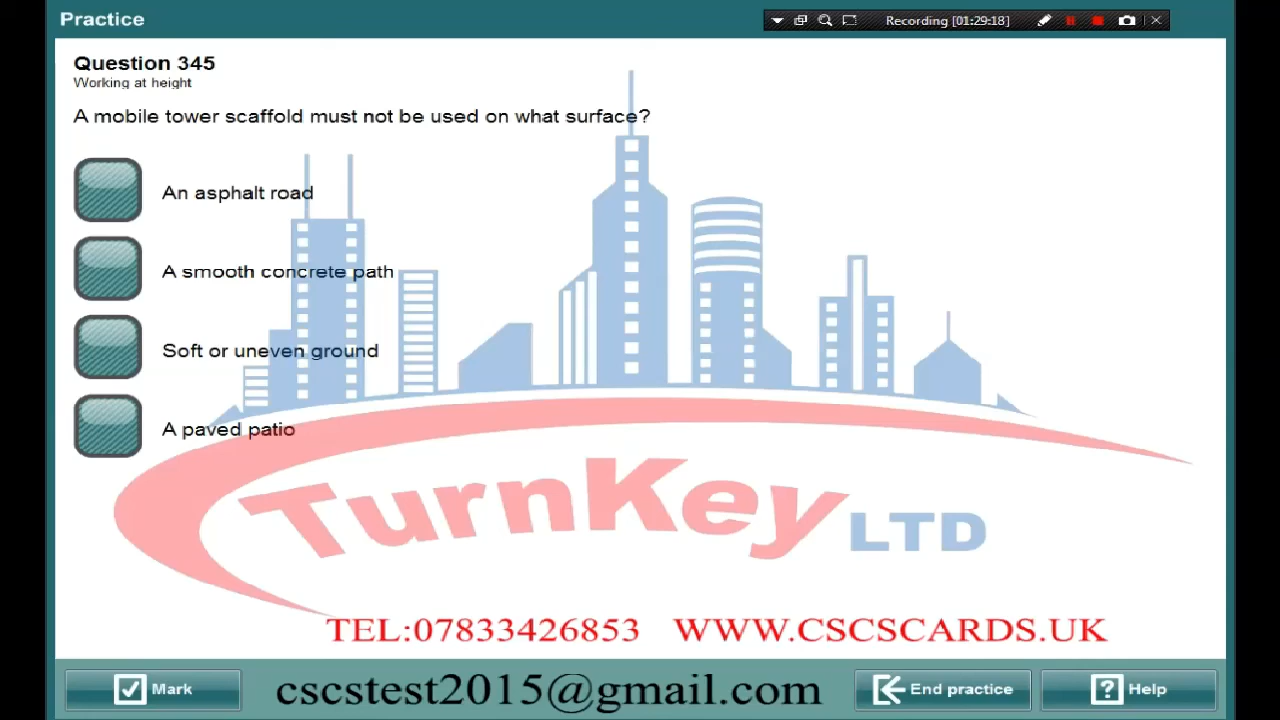 Practice
Recording [01:29:18]
Question 345
Working at height
A mobile tower scaffold must not be used on what surface?
An asphalt road
A smooth concrete path
Soft or uneven ground
A paved patio
TurnKey LTD
TEL:07833426853 WWW.CSCSCARDS.UK
Mark
cscstest2015@gmail.com
End practice
? Help